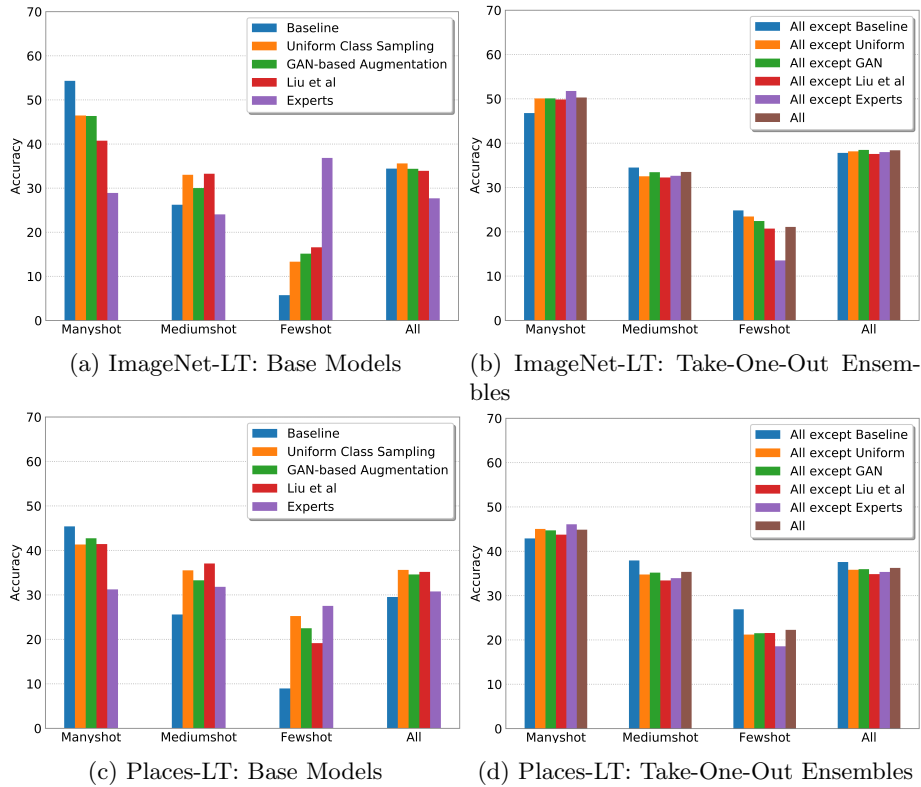 70
60
50
40
30
20
10
0
Accuracy
Baseline
Uniform Class Sampling
GAN-based Augmentation
Liu et al
Experts
Manyshot Mediumshot Fewshot All
(a) ImageNet-LT: Base Models
70
60
50
40
30
20
10
0
Accuracy
All except Baseline
All except Uniform
All except GAN
All except Liu et al
All except Experts
All
Manyshot Mediumshot Fewshot All
(b) ImageNet-LT: Take-One-Out Ensem-
bles
70
60
50
40
30
20
10
0
Accuracy
Baseline
Uniform Class Sampling
GAN-based Augmentation
Liu et al
Experts
Manyshot Mediumshot Fewshot All
(c) Places-LT: Base Models
70
60
50
40
30
20
10
0
Accuracy
All except Baseline
All except Uniform
All except GAN
All except Liu et al
All except Experts
All
Manyshot Mediumshot Fewshot All
(d) Places-LT: Take-One-Out Ensembles